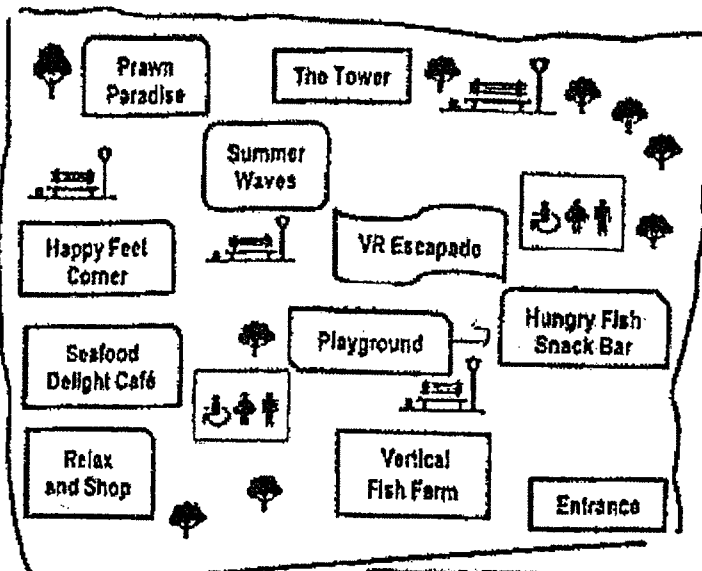 Prawn
Paradise
The Tower
Summer
Waves
Happy Feet
Corner
VR Escapade
Hungry Fish
Snack Bar
Playground
Seafood
Delight Café
Relax
and Shop
Vertical
Fish Farm
Entrance